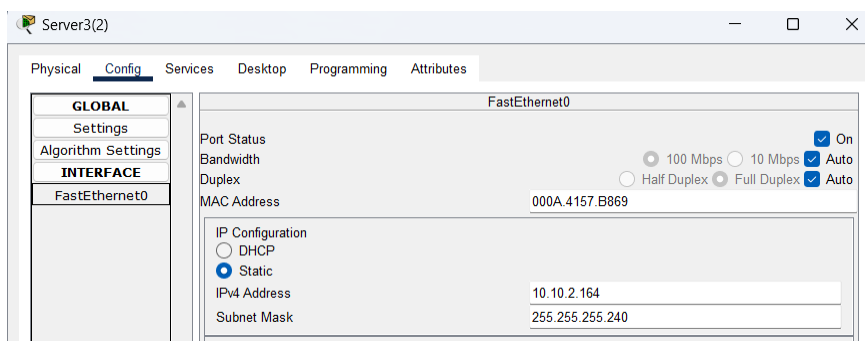 Server3(2)
Physical Config Services Desktop Programming Attributes
GLOBAL
Settings
Algorithm Settings
INTERFACE
FastEthernet0
FastEthernet0
Port Status On
Bandwidth 100 Mbps 10 Mbps Auto
Duplex Half Duplex Full Duplex Auto
MAC Address 000A.4157.B869
IP Configuration
DHCP
Static
IPv4 Address 10.10.2.164
Subnet Mask 255.255.255.240